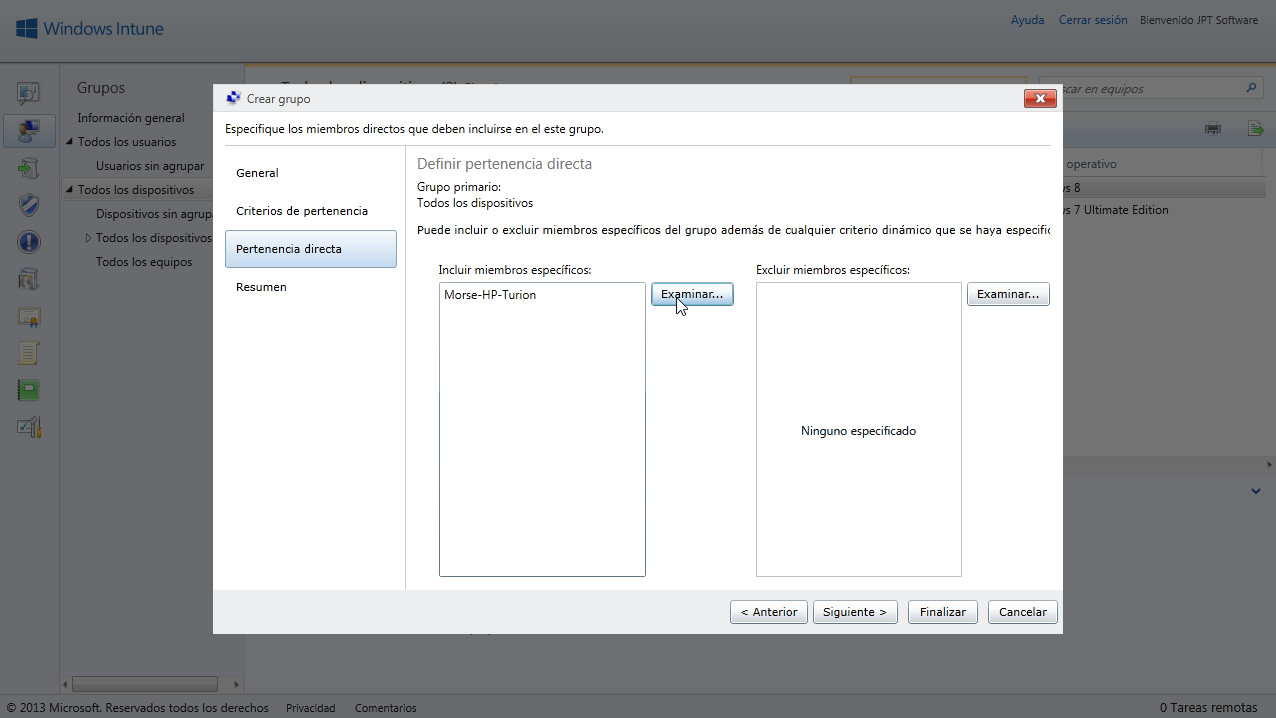 Windows Intune
Ayuda
Cerrar sesión
Bienvenido JPT Software
Grupos
Información general
Todos los usuarios
Usuarios sin agrupar
Todos los dispositivos
Dispositivos sin agrupa
Todos los dispositivos
Todos los equipos
car en equipos
operativo
s 8
s 7 Ultimate Edition
Crear grupo
Especifique los miembros directos que deben incluirse en el este grupo.
General
Criterios de pertenencia
Pertenencia directa
Resumen
Definir pertenencia directa
Grupo primario:
Todos los dispositivos
Puede incluir o excluir miembros específicos del grupo además de cualquier criterio dinámico que se haya especific
Incluir miembros específicos:
Morse-HP-Turion
Examinar...
Excluir miembros específicos:
Ninguno especificado
Examinar...
< Anterior
Siguiente >
Finalizar
Cancelar
© 2013 Microsoft. Reservados todos los derechos
Privacidad
Comentarios
0 Tareas remotas